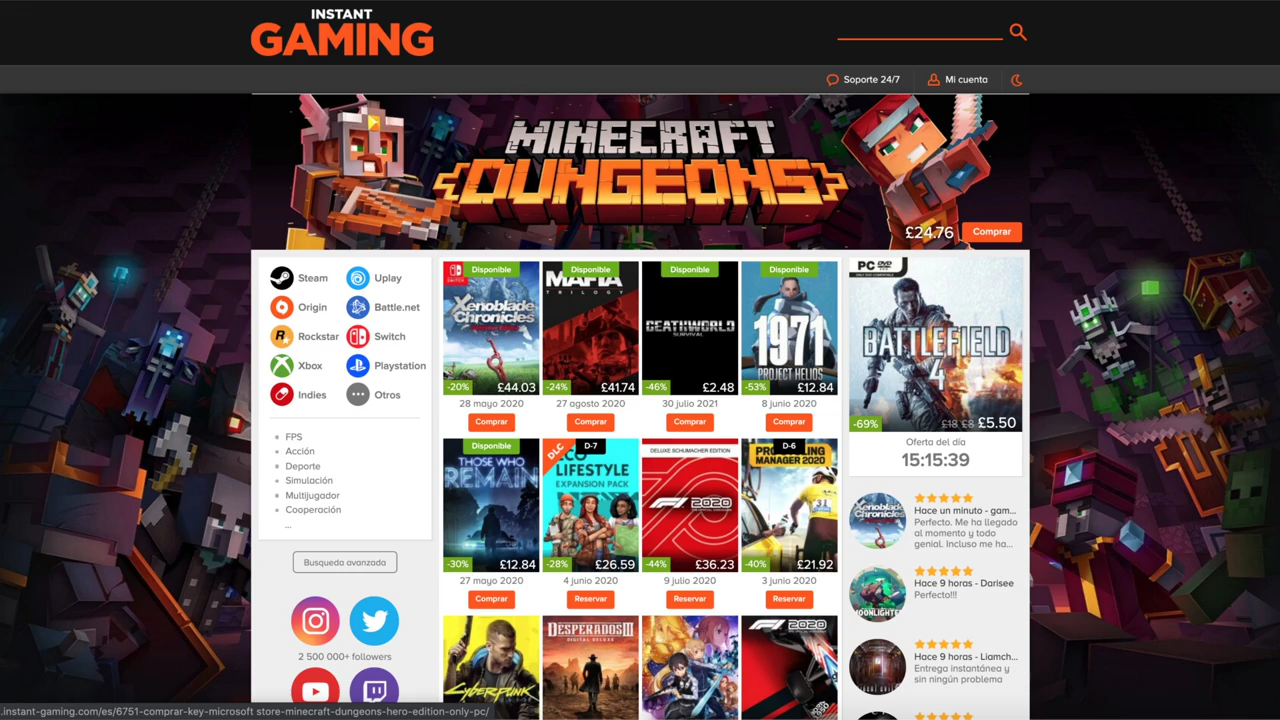 INSTANT
GAMING
Soporte 24/7
Mi cuenta
MINECRAFT
DUNGEONS
£24.76
Comprar
Steam
Uplay
Origin
Battle.net
Rockstar
Switch
Xbox
Playstation
Indies
Otros
FPS
Acción
Deporte
Simulación
Multijugador
Cooperación
...
Busqueda avanzada
2 500 000+ followers
Disponible
Xenoblade
Chronicles
-20%
£44.03
28 mayo 2020
Comprar
Disponible
MAFIA
TRILOGY
-24%
£41.74
27 agosto 2020
Comprar
Disponible
DEATHWORLD
SURVIVAL
-46%
£2.48
30 julio 2021
Comprar
Disponible
1971
PROJECT HELIOS
-53%
£12.84
8 junio 2020
Comprar
Disponible
THOSE WHO
REMAIN
-30%
£12.84
27 mayo 2020
Comprar
DLC
D-7
ECO
LIFESTYLE
EXPANSION PACK
-28%
£26.59
4 junio 2020
Reservar
DELUXE SCHUMACHER EDITION
F1 2020
-44%
£36.23
9 julio 2020
Reservar
D-6
MANAGER 2020
31
-40%
£21.92
3 junio 2020
Reservar
CYBERPUNK
DESPERADOS III
DIGITAL DELUXE
F1 2020
PC DVD
BATTLEFIELD
4
-69%
£18 £8 £5.50
Oferta del día
15:15:39
Hace un minuto - gam...
Perfecto. Me ha llegado
al momento y todo
genial. Incluso me ha...
Xenoblade
Chronicles
Hace 9 horas - Darisee
Perfecto!!!
MOONLIGHTER
Hace 9 horas - Liamch...
Entrega instantánea y
sin ningún problema
.instant-gaming.com/es/6751-comprar-key-microsoft store-minecraft-dungeons-hero-edition-only-pc/